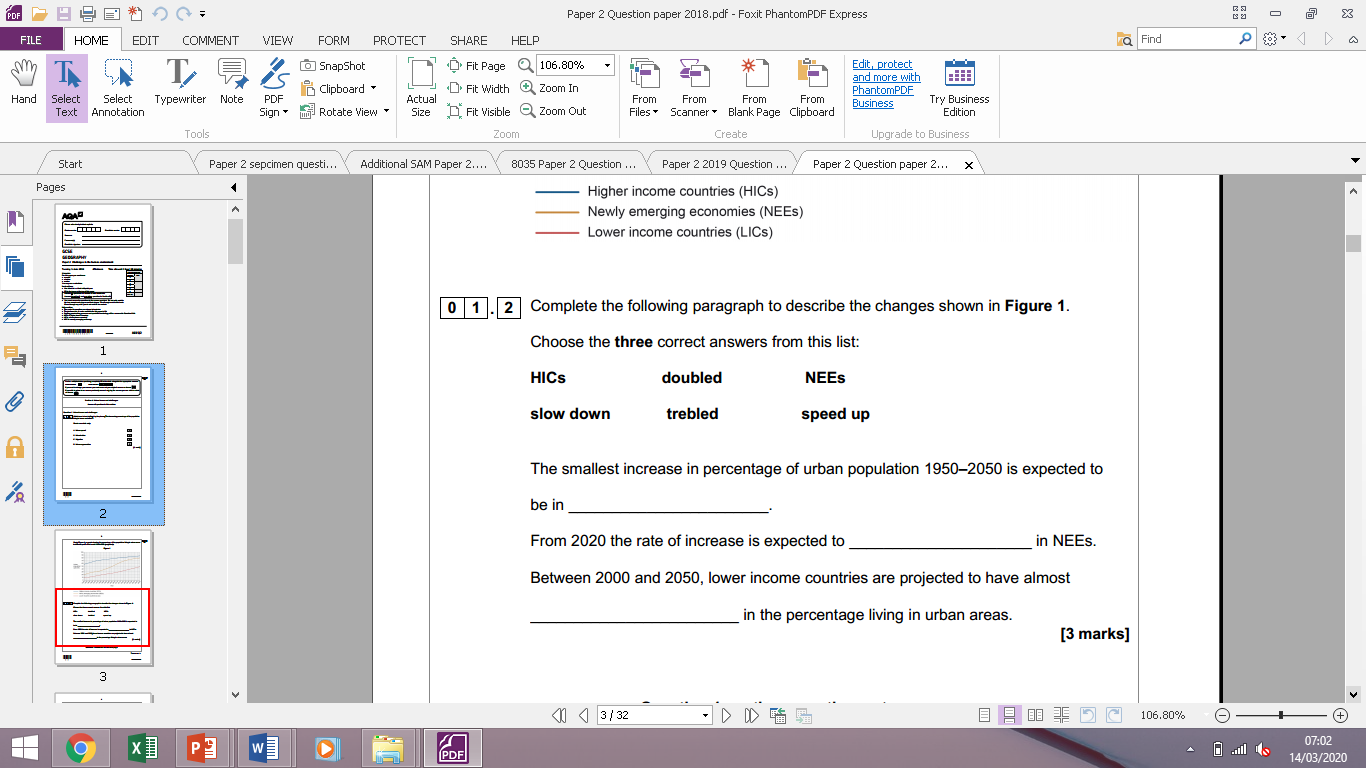 Paper 2 Question paper 2018.pdf - Foxit PhantomPDF Express
FILE HOME EDIT COMMENT VIEW FORM PROTECT SHARE HELP
Find
Hand
Select Text
Select Annotation
Typewriter
Note
PDF Sign
SnapShot
Clipboard
Rotate View
Tools
Actual Size
Fit Page
Fit Width
Fit Visible
106.80%
Zoom In
Zoom Out
Zoom
From Files
From Scanner
From Blank Page
From Clipboard
Create
Edit, protect
and more with
PhantomPDF
Business
Try Business Edition
Upgrade to Business
Start
Paper 2 sepcimen questi...
Additional SAM Paper 2....
8035 Paper 2 Question ...
Paper 2 2019 Question ...
Paper 2 Question paper 2...
Pages
AQA
GCSE
GEOGRAPHY
1
2
3
Higher income countries (HICs)
Newly emerging economies (NEEs)
Lower income countries (LICs)
0 1 . 2 Complete the following paragraph to describe the changes shown in Figure 1.
Choose the three correct answers from this list:
HICs doubled NEEs
slow down trebled speed up
The smallest increase in percentage of urban population 1950–2050 is expected to
be in ________________________.
From 2020 the rate of increase is expected to ______________________ in NEEs.
Between 2000 and 2050, lower income countries are projected to have almost
_________________________ in the percentage living in urban areas.
[3 marks]
3 / 32
106.80%
07:02
14/03/2020